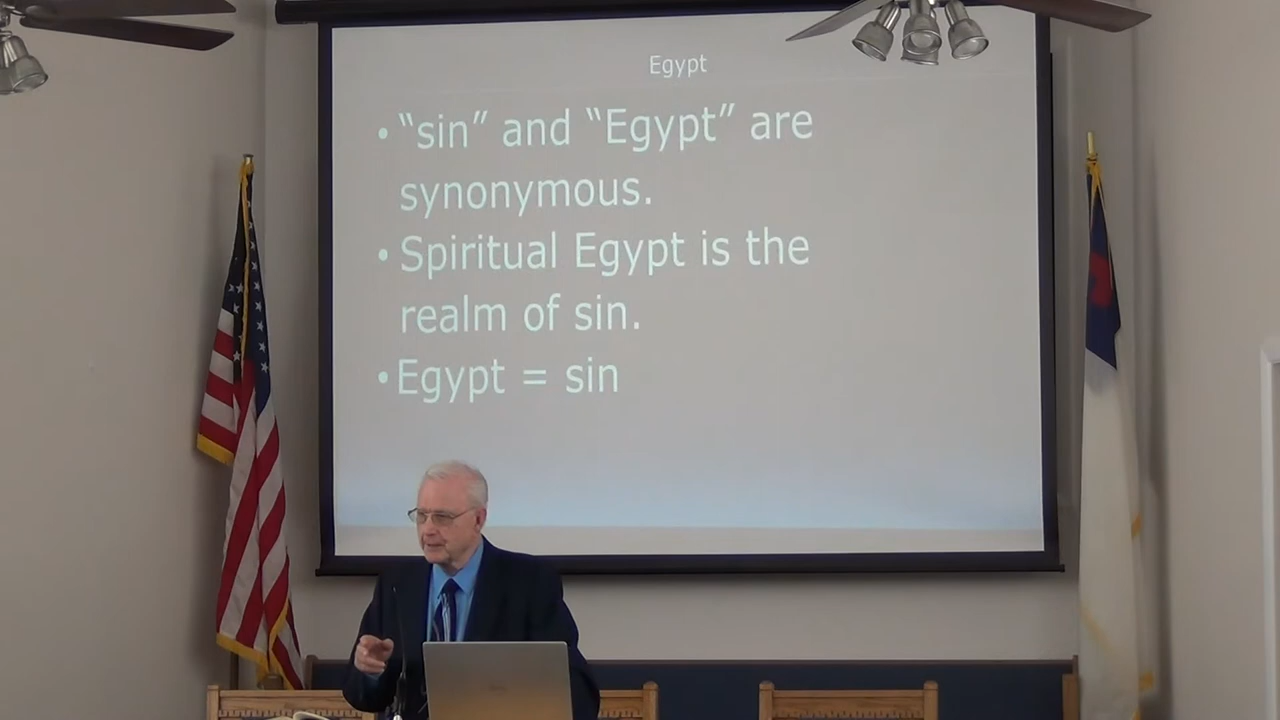 Egypt
• “sin” and “Egypt” are
synonymous.
• Spiritual Egypt is the
realm of sin.
• Egypt = sin